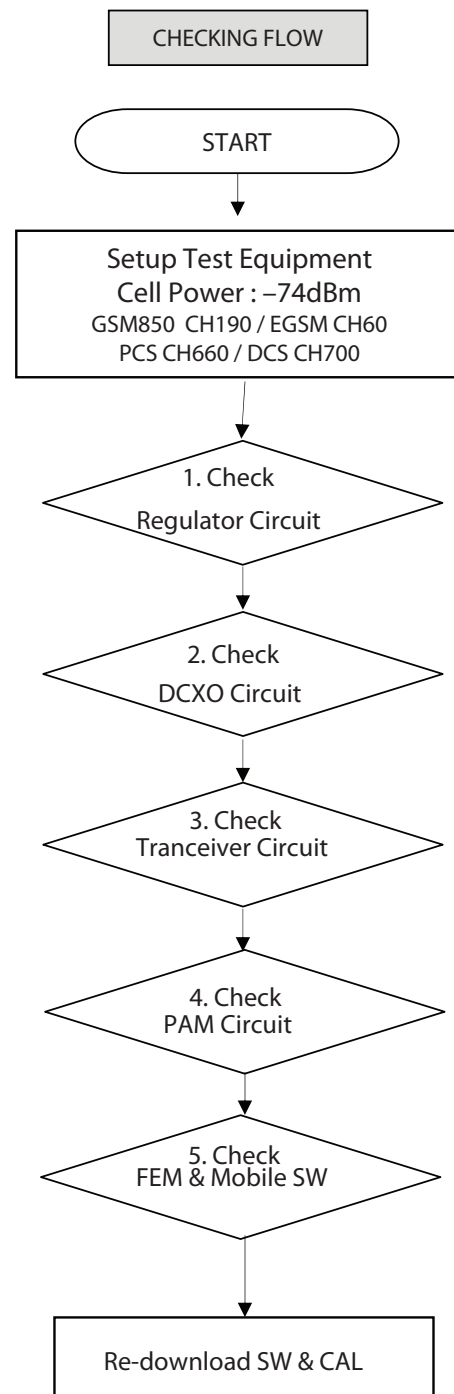 CHECKING FLOW
START
Setup Test Equipment
Cell Power : –74dBm
GSM850 CH190 / EGSM CH60
PCS CH660 / DCS CH700
1. Check
Regulator Circuit
2. Check
DCXO Circuit
3. Check
Tranceiver Circuit
4. Check
PAM Circuit
5. Check
FEM & Mobile SW
Re-download SW & CAL